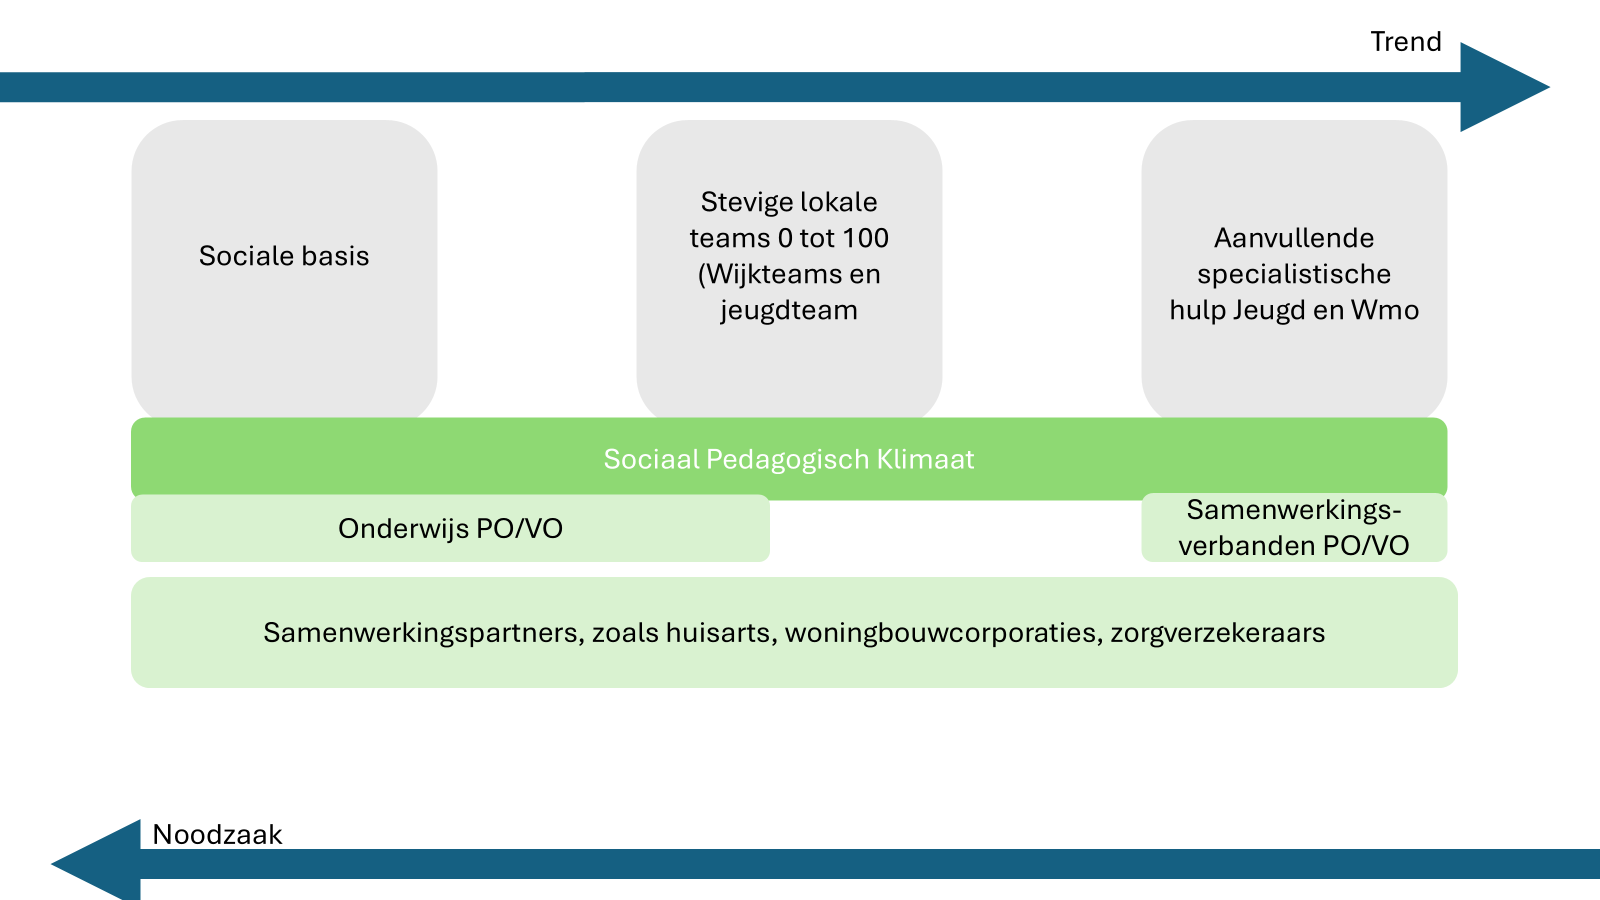 Trend
Sociale basis
Stevige lokale
teams 0 tot 100
(Wijkteams en
jeugdteam
Aanvullende
specialistische
hulp Jeugd en Wmo
Sociaal Pedagogisch Klimaat
Onderwijs PO/VO
Samenwerkings-
verbanden PO/VO
Samenwerkingspartners, zoals huisarts, woningbouwcorporaties, zorgverzekeraars
Noodzaak